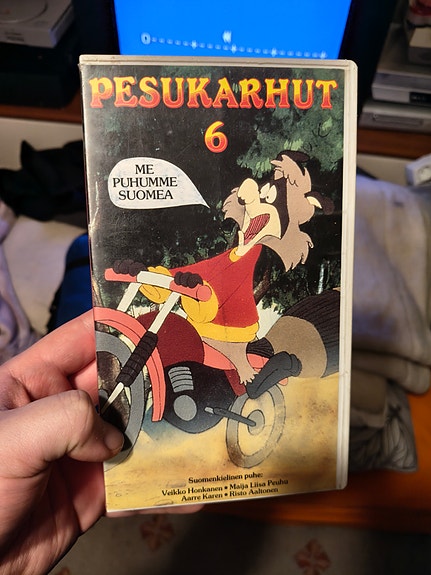 PESUKARHUT
6
ME
PUHUMME
SUOMEA
Suomenkielinen puhe:
Veikko Honkanen • Maija Liisa Peuhu
Aarre Karen • Risto Aaltonen